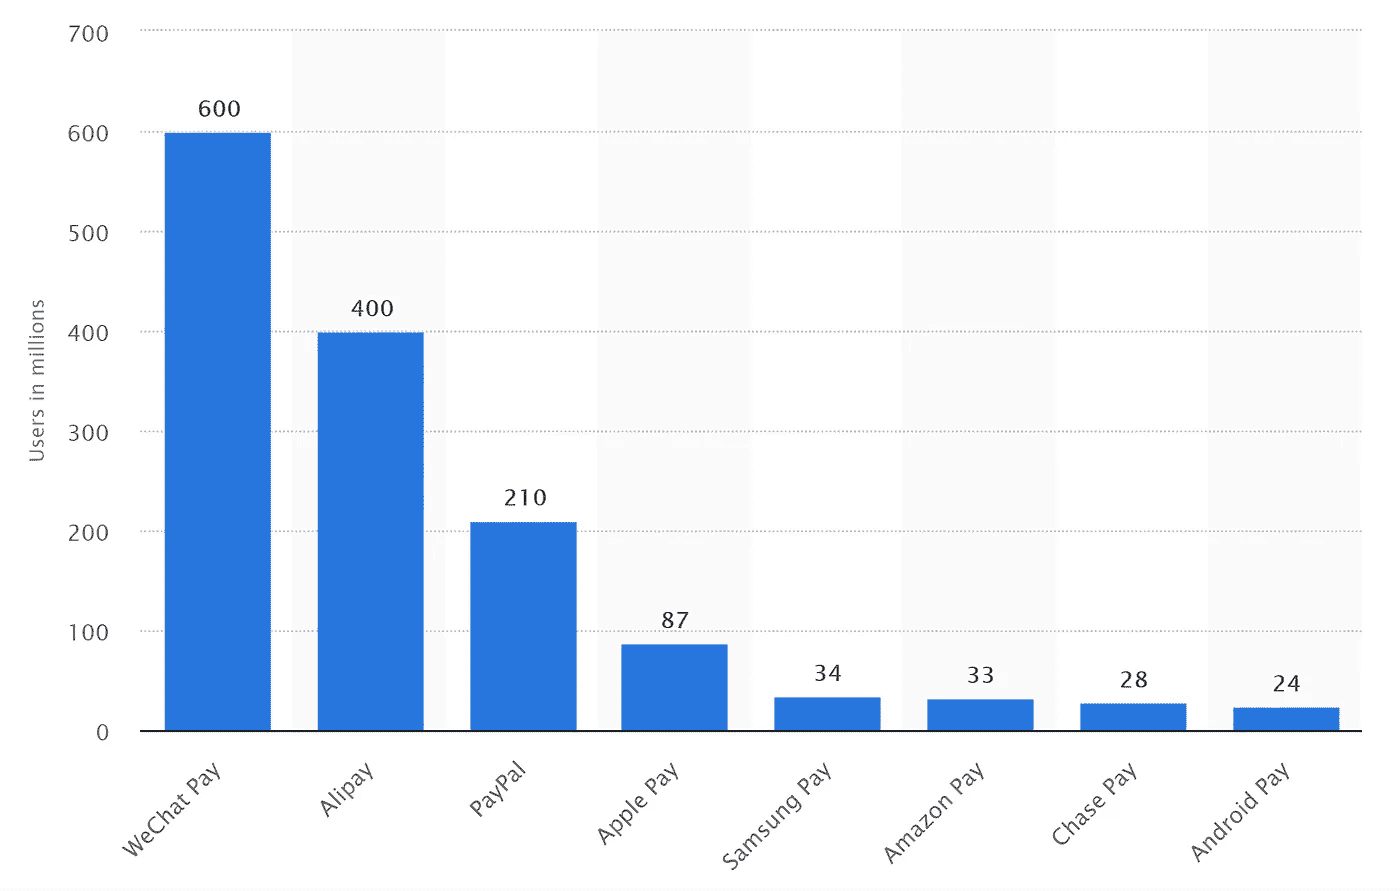 700
600
500
400
300
200
100
0
Users in millions
600
400
210
87
34
33
28
24
WeChat Pay
Alipay
PayPal
Apple Pay
Samsung Pay
Amazon Pay
Chase Pay
Android Pay